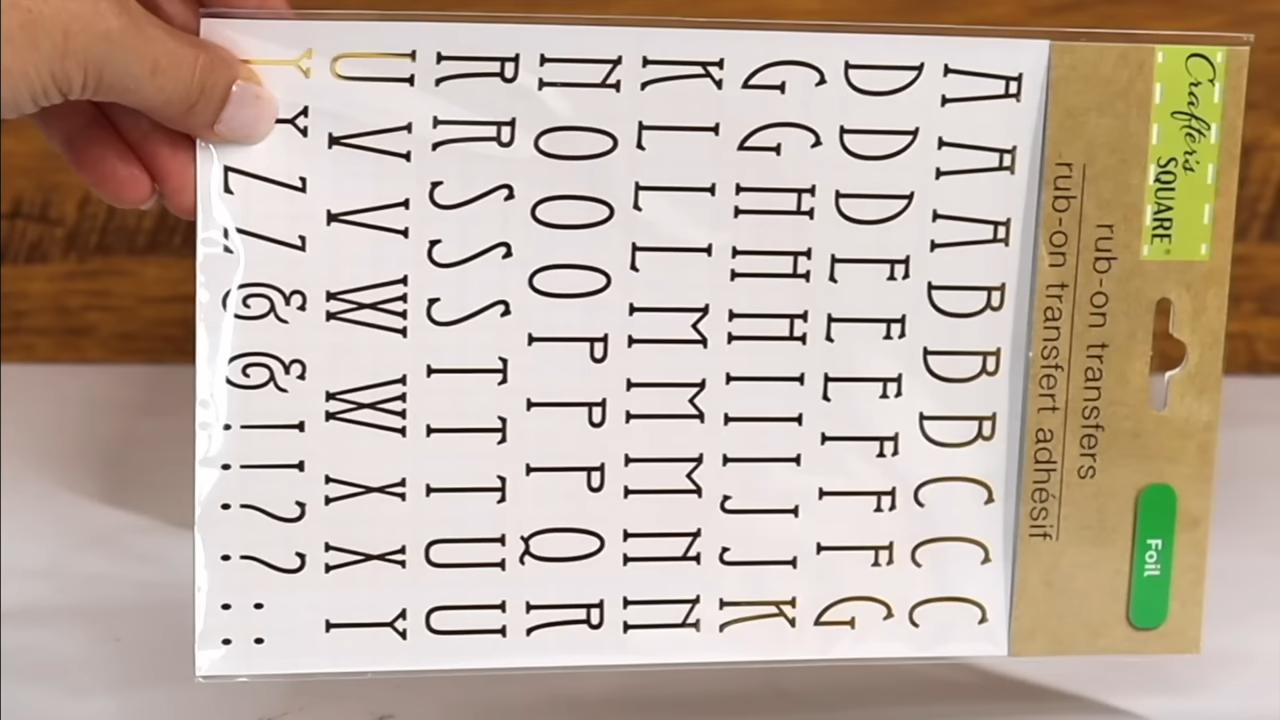 Crafter's
SQUARE®
rub-on transfers
rub-on transfert adhésif
Foil
A A A B B B C C C
D D D E E E F F F G
G G H H H I I I J J K
K L L L M M M N N
N O O O P P P Q R
R R S S S T T T U U
U V V W W X X Y
Y Y Z Z & & ! ! ? ? : :